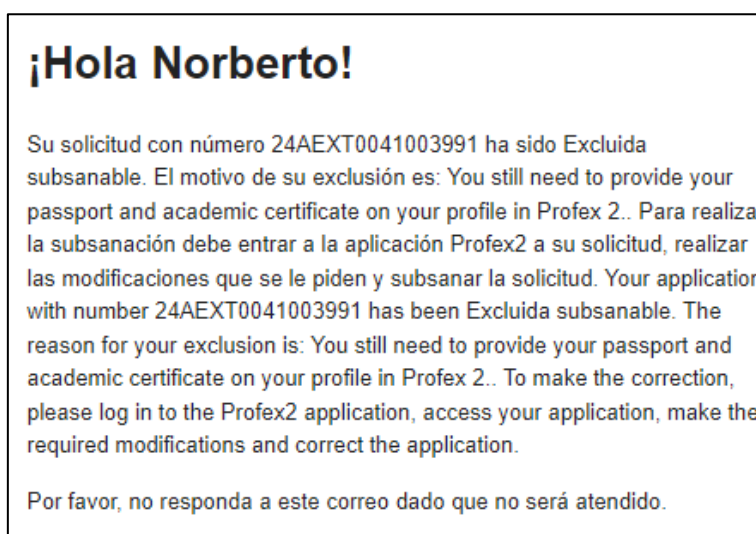 ¡Hola Norberto!
Su solicitud con número 24AEXT0041003991 ha sido Excluida
subsanable. El motivo de su exclusión es: You still need to provide your
passport and academic certificate on your profile in Profex 2.. Para realiza
la subsanación debe entrar a la aplicación Profex2 a su solicitud, realizar
las modificaciones que se le piden y subsanar la solicitud. Your application
with number 24AEXT0041003991 has been Excluida subsanable. The
reason for your exclusion is: You still need to provide your passport and
academic certificate on your profile in Profex 2.. To make the correction,
please log in to the Profex2 application, access your application, make the
required modifications and correct the application.
Por favor, no responda a este correo dado que no será atendido.